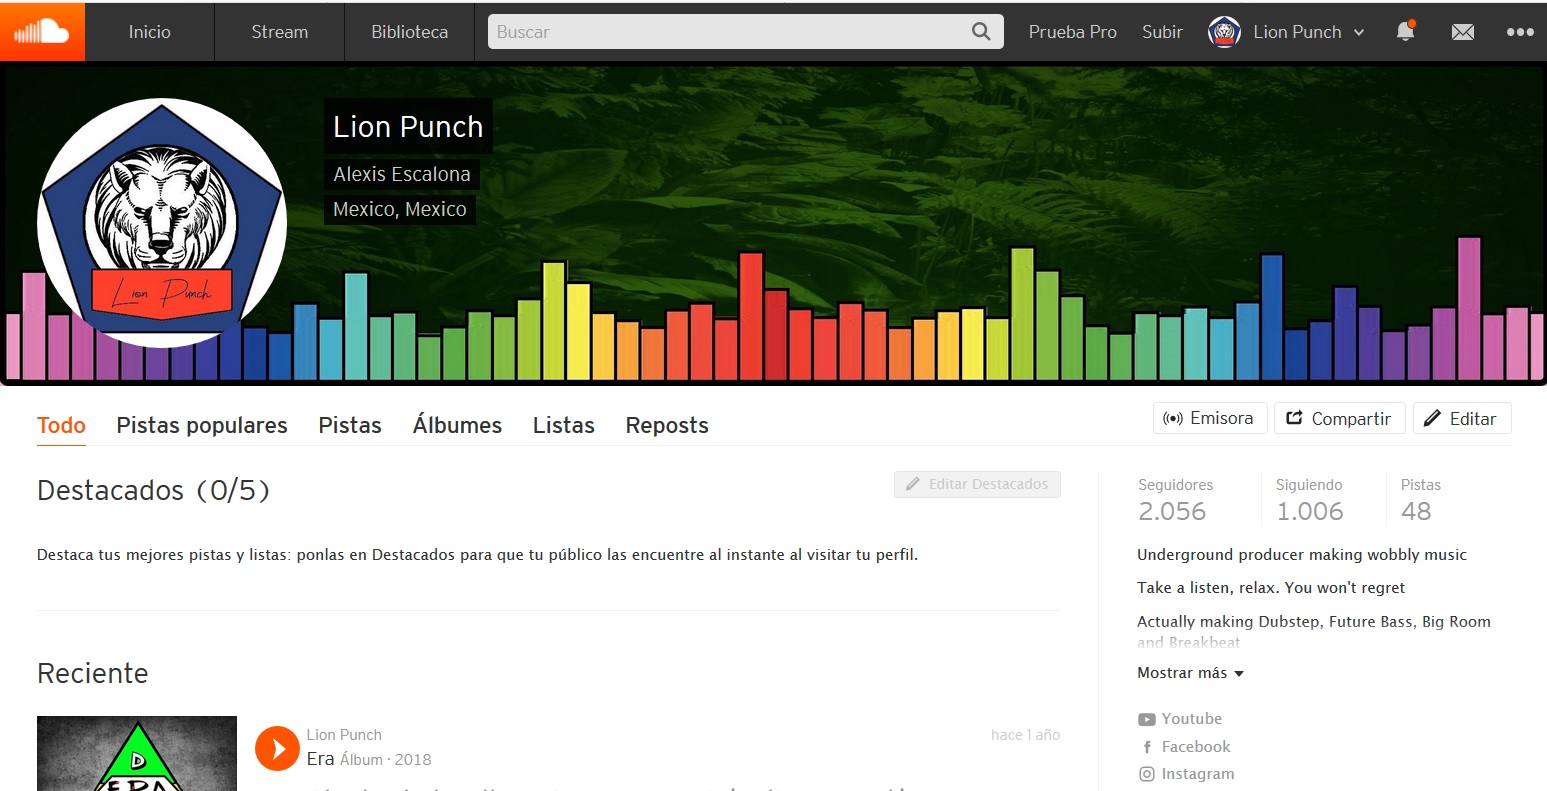 Inicio
Stream
Biblioteca
Buscar
Prueba Pro
Subir
Lion Punch
Lion Punch
Alexis Escalona
Mexico, Mexico
Lion Punch
Todo
Pistas populares
Pistas
Álbumes
Listas
Reposts
Emisora
Compartir
Editar
Destacados (0/5)
Editar Destacados
Destaca tus mejores pistas y listas: ponlas en Destacados para que tu público las encuentre al instante al visitar tu perfil.
Seguidores
2.056
Siguiendo
1.006
Pistas
48
Underground producer making wobbly music
Take a listen, relax. You won't regret
Actually making Dubstep, Future Bass, Big Room
and Breakbeat
Mostrar más
Youtube
Facebook
Instagram
Reciente
D
ERA
Lion Punch
hace 1 año
Era Álbum · 2018